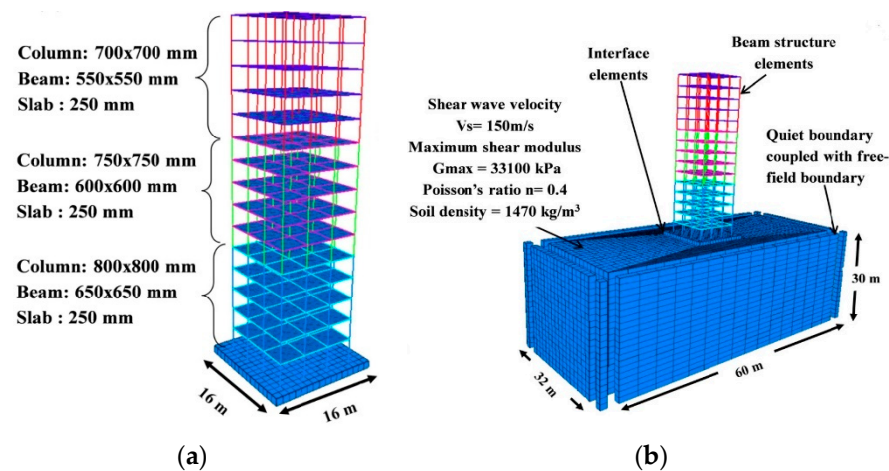 Column: 700x700 mm
Beam: 550x550 mm
Slab : 250 mm
Column: 750x750 mm
Beam: 600x600 mm
Slab : 250 mm
Column: 800x800 mm
Beam: 650x650 mm
Slab : 250 mm
16 m
16 m
(a)
Interface
elements
Beam structure
elements
Shear wave velocity
Vs= 150m/s
Maximum shear modulus
Gmax = 33100 kPa
Poisson's ratio n= 0.4
Soil density = 1470 kg/m³
Quiet boundary
coupled with free-
field boundary
30 m
32 m
60 m
(b)